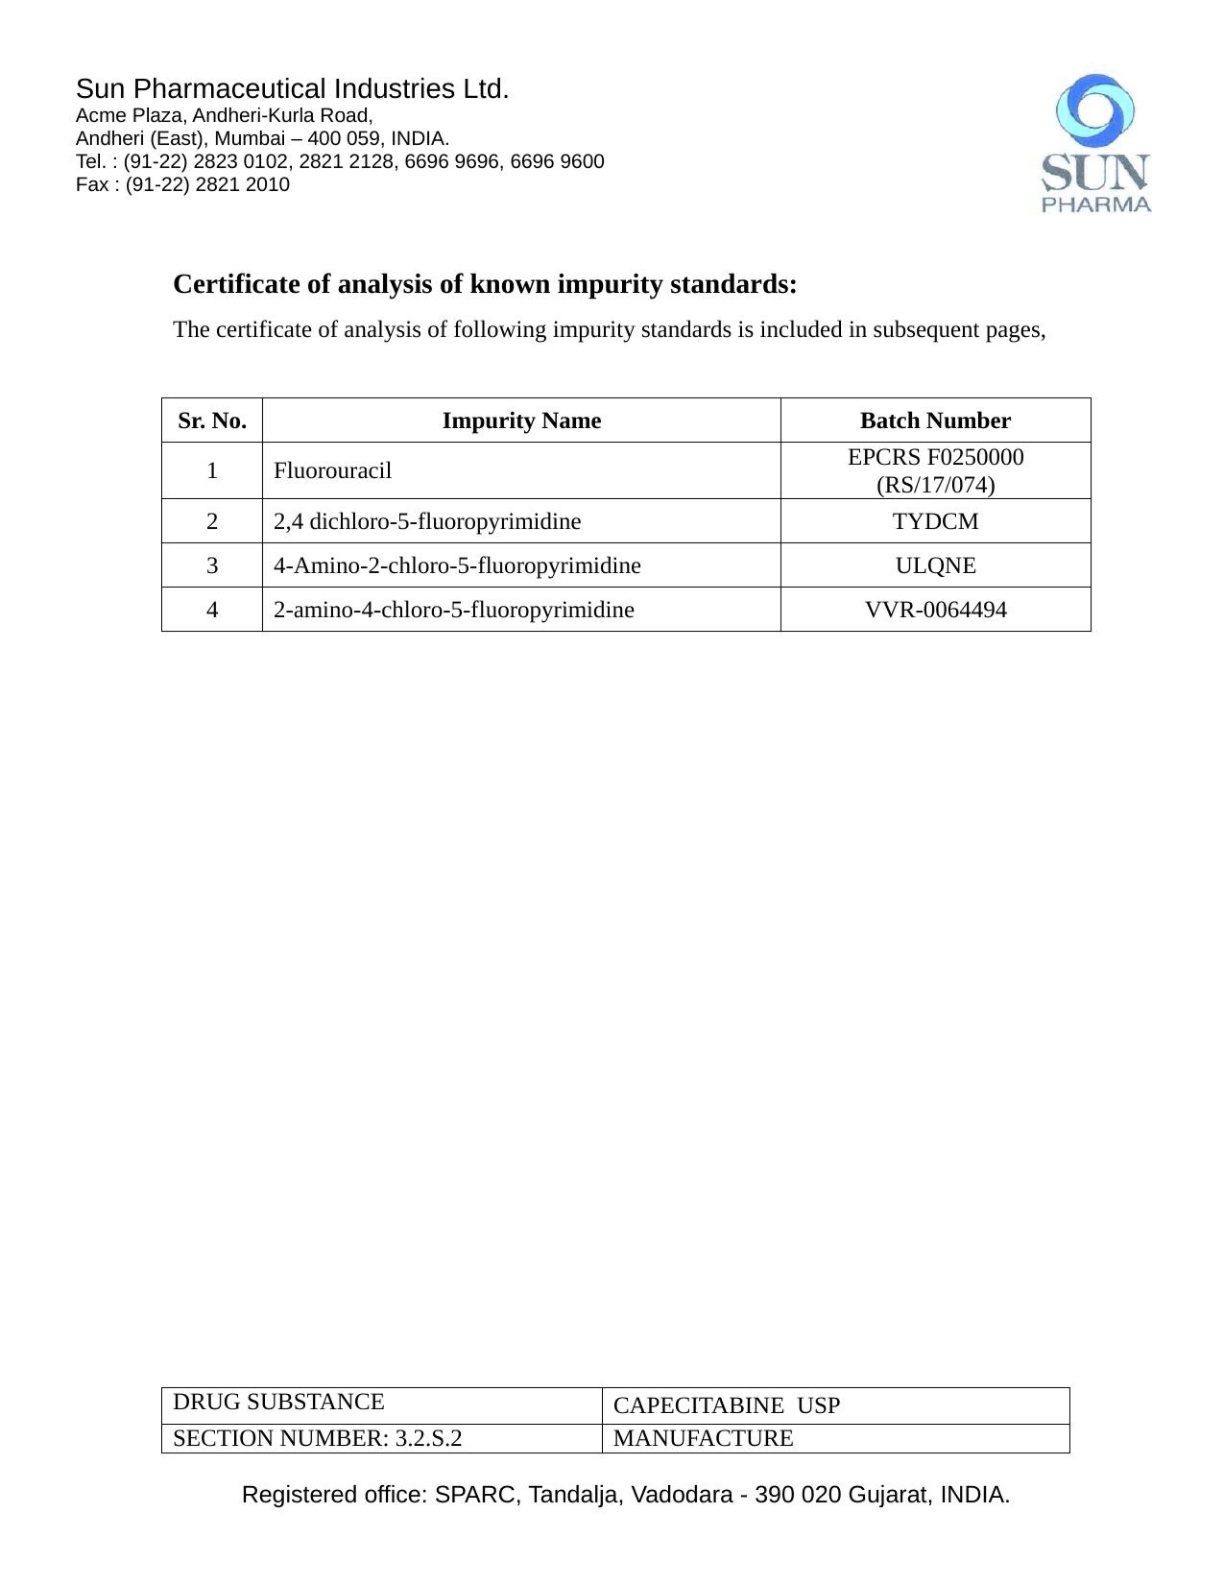 Sun Pharmaceutical Industries Ltd.
Acme Plaza, Andheri-Kurla Road,
Andheri (East), Mumbai – 400 059, INDIA.
Tel. : (91-22) 2823 0102, 2821 2128, 6696 9696, 6696 9600
Fax : (91-22) 2821 2010
SUN
PHARMA
Certificate of analysis of known impurity standards:
The certificate of analysis of following impurity standards is included in subsequent pages,
Sr. No. Impurity Name Batch Number
1 Fluorouracil EPCRS F0250000
(RS/17/074)
2 2,4 dichloro-5-fluoropyrimidine TYDCM
3 4-Amino-2-chloro-5-fluoropyrimidine ULQNE
4 2-amino-4-chloro-5-fluoropyrimidine VVR-0064494
DRUG SUBSTANCE CAPECITABINE USP
SECTION NUMBER: 3.2.S.2 MANUFACTURE
Registered office: SPARC, Tandalja, Vadodara - 390 020 Gujarat, INDIA.